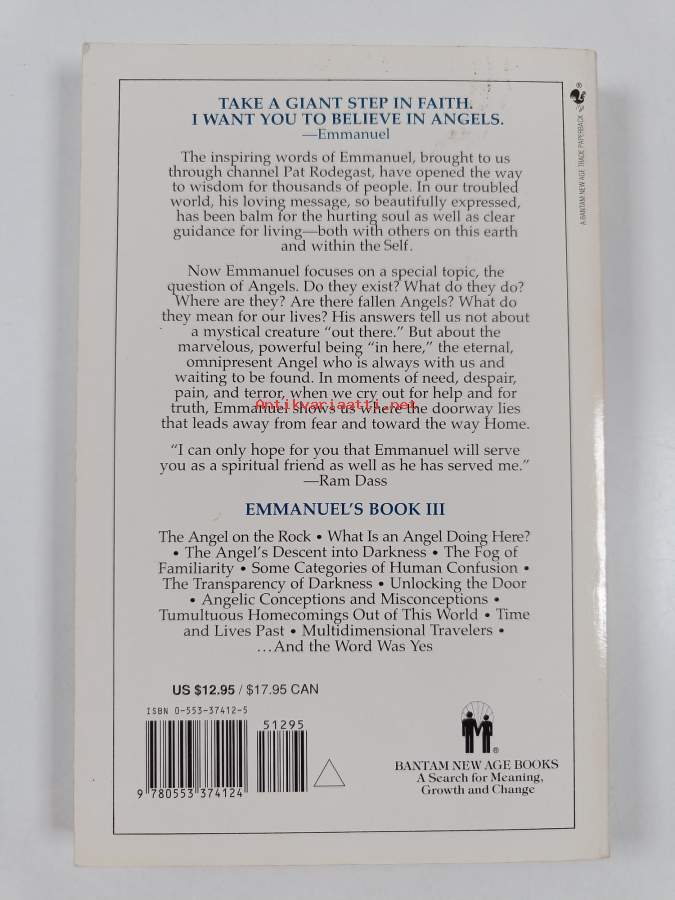 TAKE A GIANT STEP IN FAITH.
I WANT YOU TO BELIEVE IN ANGELS.
—Emmanuel
The inspiring words of Emmanuel, brought to us
through channel Pat Rodegast, have opened the way
to wisdom for thousands of people. In our troubled
world, his loving message, so beautifully expressed,
has been balm for the hurting soul as well as clear
guidance for living—both with others on this earth
and within the Self.
Now Emmanuel focuses on a special topic, the
question of Angels. Do they exist? What do they do?
Where are they? Are there fallen Angels? What do
they mean for our lives? His answers tell us not about
a mystical creature “out there.” But about the
marvelous, powerful being “in here,” the eternal,
omnipresent Angel who is always with us and
waiting to be found. In moments of need, despair,
pain, and terror, when we cry out for help and for
truth, Emmanuel shows us where the doorway lies
Antikvariaatti.net
that leads away from fear and toward the way Home.
“I can only hope for you that Emmanuel will serve
you as a spiritual friend as well as he has served me.”
—Ram Dass
EMMANUEL’S BOOK III
The Angel on the Rock • What Is an Angel Doing Here?
• The Angel’s Descent into Darkness • The Fog of
Familiarity • Some Categories of Human Confusion •
The Transparency of Darkness • Unlocking the Door
• Angelic Conceptions and Misconceptions •
Tumultuous Homecomings Out of This World • Time
and Lives Past • Multidimensional Travelers •
…And the Word Was Yes
US $12.95 / $17.95 CAN
ISBN 0-553-37412-5
51295
9 780553 374124
®
BANTAM NEW AGE BOOKS
A Search for Meaning,
Growth and Change
®
A BANTAM NEW AGE TRADE PAPERBACK